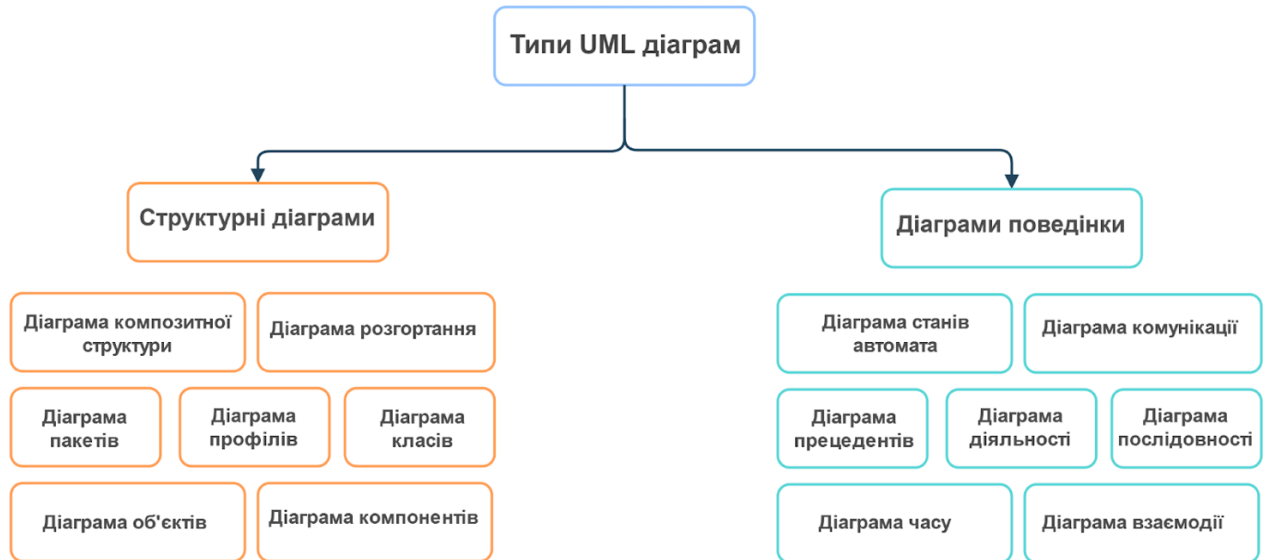 Типи UML діаграм
Структурні діаграми
Діаграми поведінки
Діаграма композитної
структури
Діаграма розгортання
Діаграма станів
автомата
Діаграма комунікації
Діаграма
пакетів
Діаграма
профілів
Діаграма
класів
Діаграма
прецедентів
Діаграма
діяльності
Діаграма
послідовності
Діаграма об'єктів
Діаграма компонентів
Діаграма часу
Діаграма взаємодії